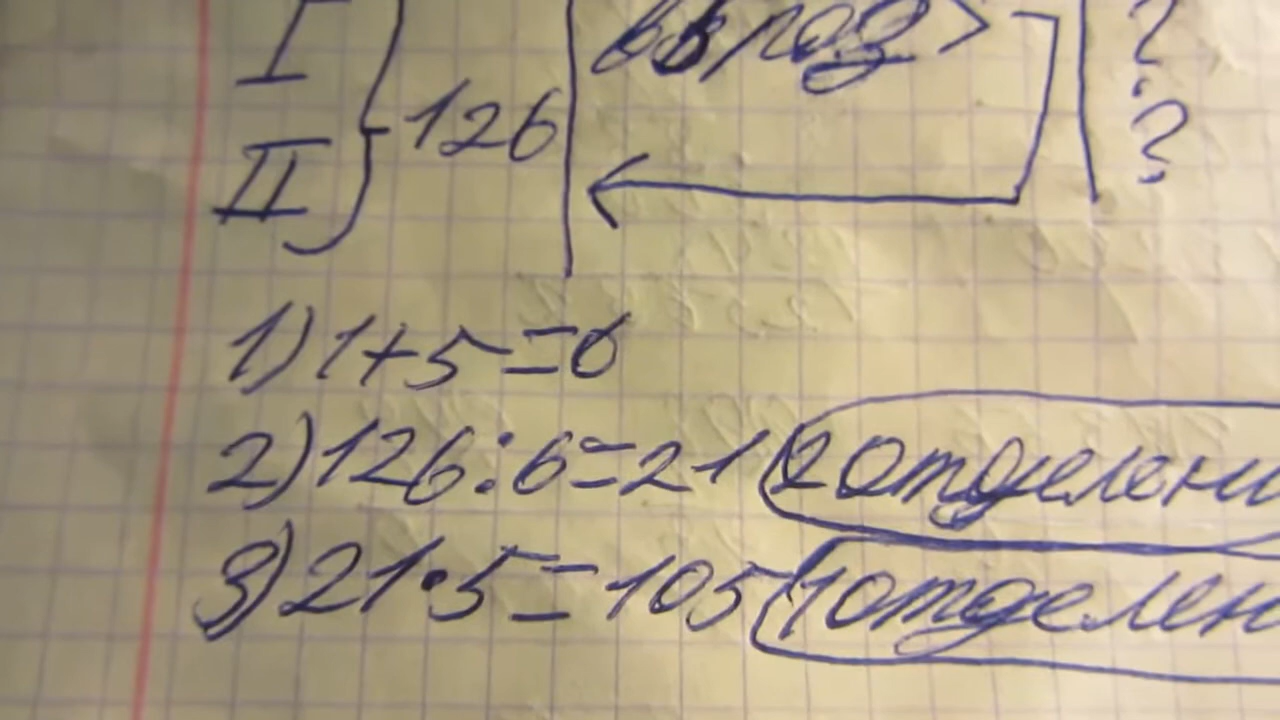 I
II } 126
?
?
1) 1+5=6
2) 126:6=21 (2 отделени
3) 21·5=105 (1 отделен